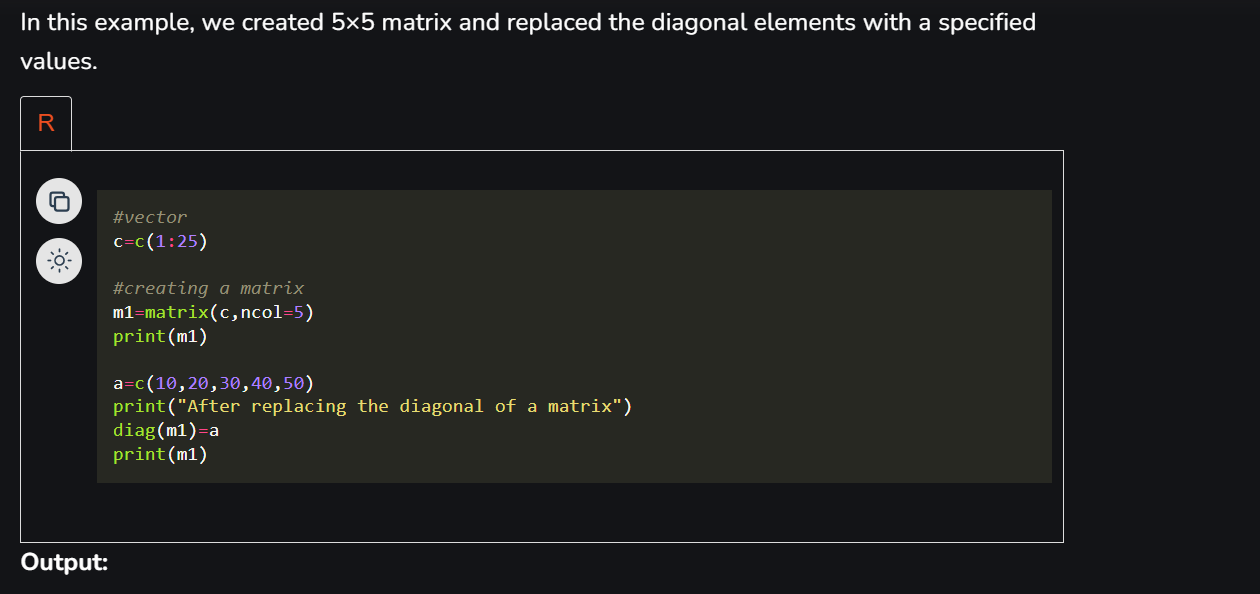 In this example, we created 5×5 matrix and replaced the diagonal elements with a specified
values.
R
#vector
c=c(1:25)
#creating a matrix
m1=matrix(c,ncol=5)
print(m1)
a=c(10,20,30,40,50)
print("After replacing the diagonal of a matrix")
diag(m1)=a
print(m1)
Output: